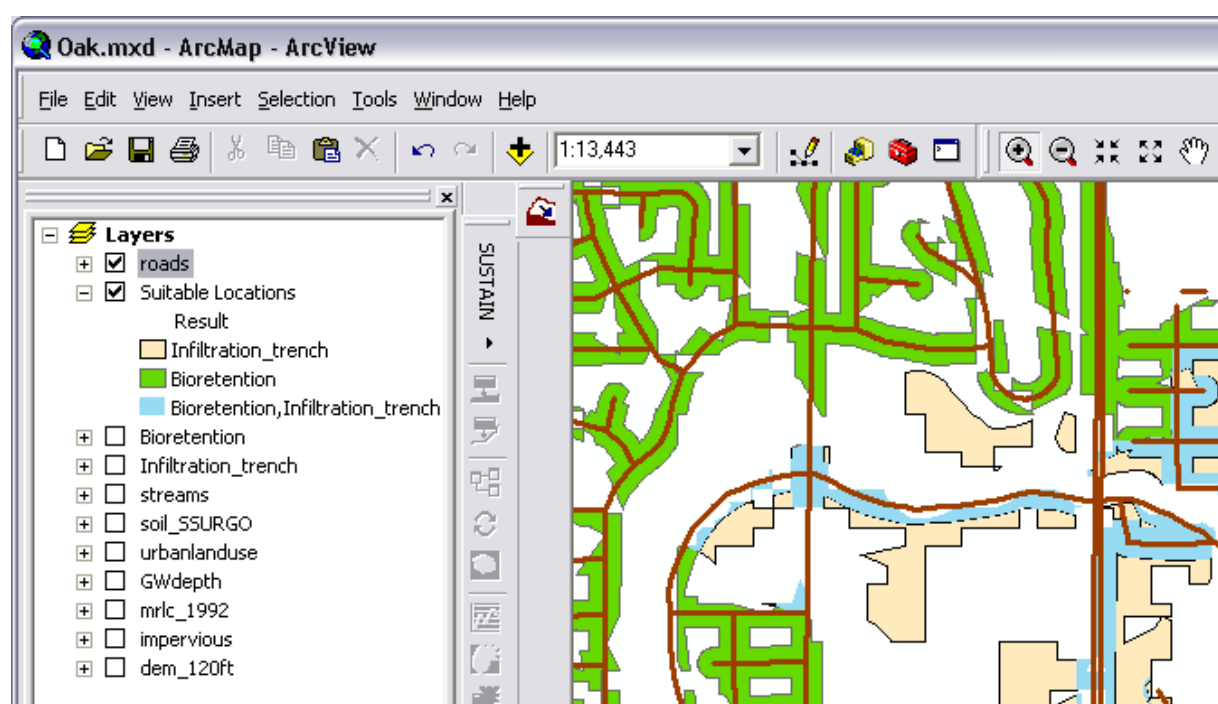 Oak.mxd - ArcMap - ArcView
File Edit View Insert Selection Tools Window Help
1:13,443
Layers
roads
Suitable Locations
Result
Infiltration_trench
Bioretention
Bioretention,Infiltration_trench
Bioretention
Infiltration_trench
streams
soil_SSURGO
urbanlanduse
GWdepth
mrlc_1992
impervious
dem_120ft
SUSTAIN